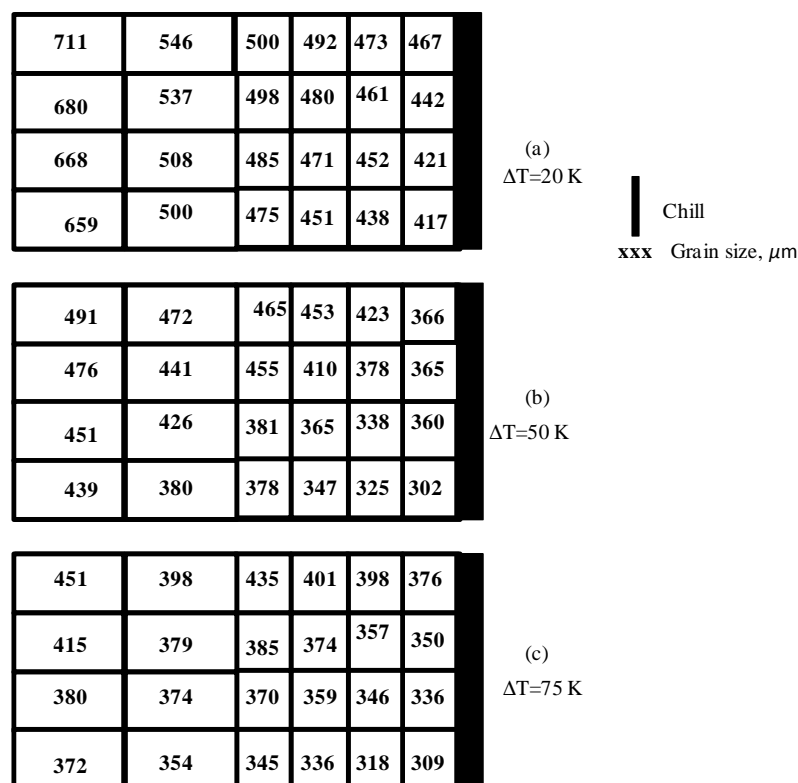 711 546 500 492 473 467
680 537 498 480 461 442
668 508 485 471 452 421
659 500 475 451 438 417
(a)
ΔT=20 K
Chill
xxx Grain size, μm
491 472 465 453 423 366
476 441 455 410 378 365
451 426 381 365 338 360
439 380 378 347 325 302
(b)
ΔT=50 K
451 398 435 401 398 376
415 379 385 374 357 350
380 374 370 359 346 336
372 354 345 336 318 309
(c)
ΔT=75 K